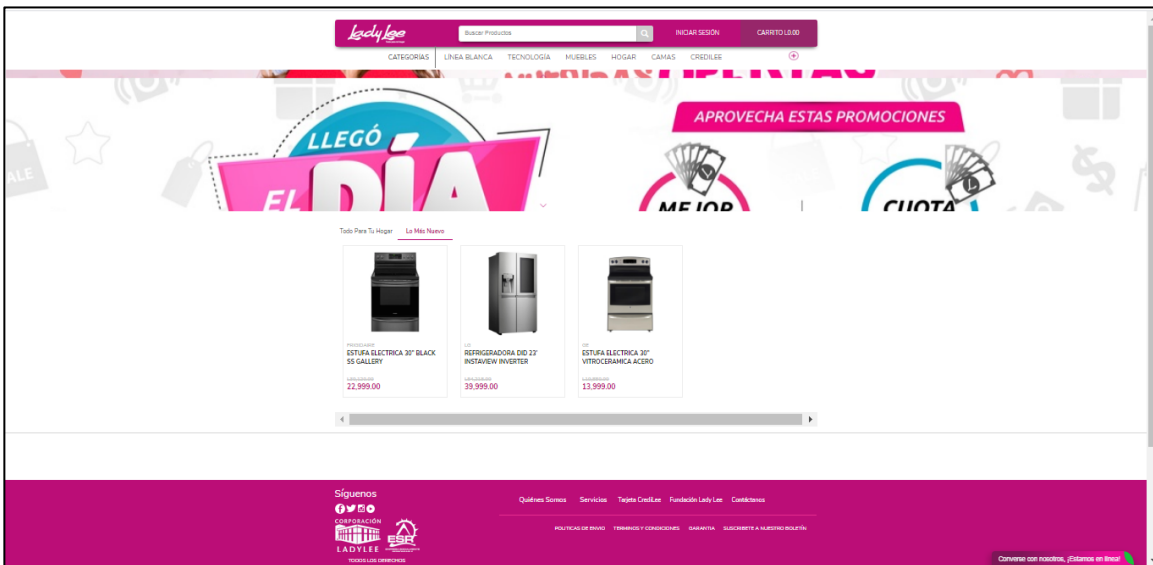 Lady Lee
Buscar Productos
INICIAR SESIÓN
CARRITO L0.00
CATEGORÍAS
LÍNEA BLANCA TECNOLOGÍA MUEBLES HOGAR CAMAS CREDILEE
APROVECHA ESTAS PROMOCIONES
LLEGÓ
EL DÍA
MEJOR
CUOTA
Todo Para Tu Hogar Lo Más Nuevo
FRIGIDAIRE
ESTUFA ELECTRICA 30" BLACK
SS GALLERY
22,999.00
LG
REFRIGERADORA DID 23'
INSTAVIEW INVERTER
39,999.00
GE
ESTUFA ELECTRICA 30"
VITROCERAMICA ACERO
13,999.00
Síguenos
CORPORACIÓN
LADYLEE
ESR
TODOS LOS DERECHOS
Quiénes Somos Servicios Tarjeta CrediLee Fundación Lady Lee Contáctanos
POLITICAS DE ENVIO TERMINOS Y CONDICIONES GARANTIA SUSCRIBETE A NUESTRO BOLETÍN
Converse con nosotros, ¡Estamos en línea!